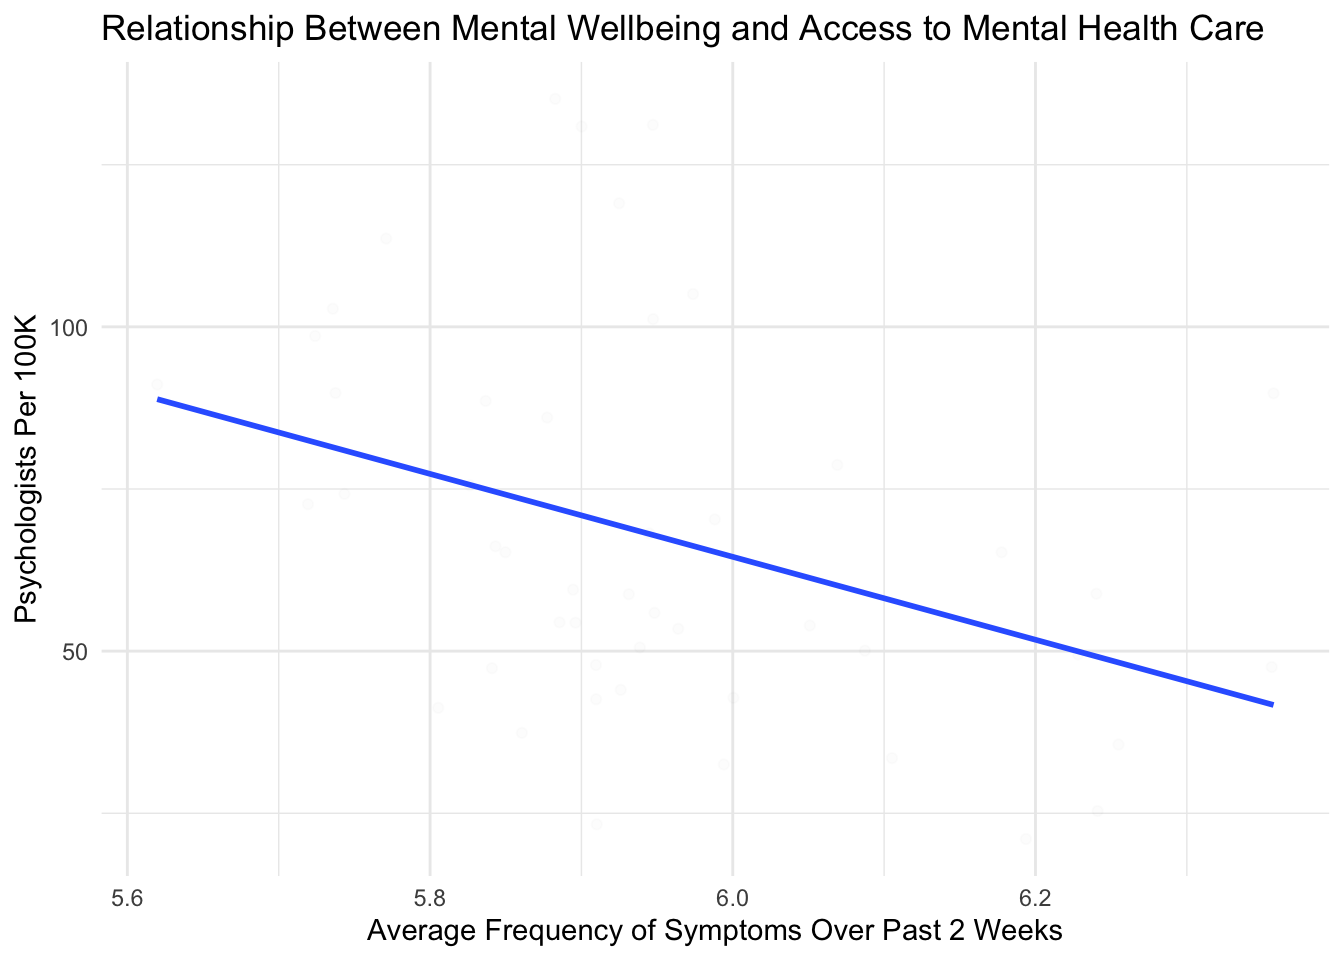 Relationship Between Mental Wellbeing and Access to Mental Health Care
Psychologists Per 100K
100
50
5.6
5.8
6.0
6.2
Average Frequency of Symptoms Over Past 2 Weeks